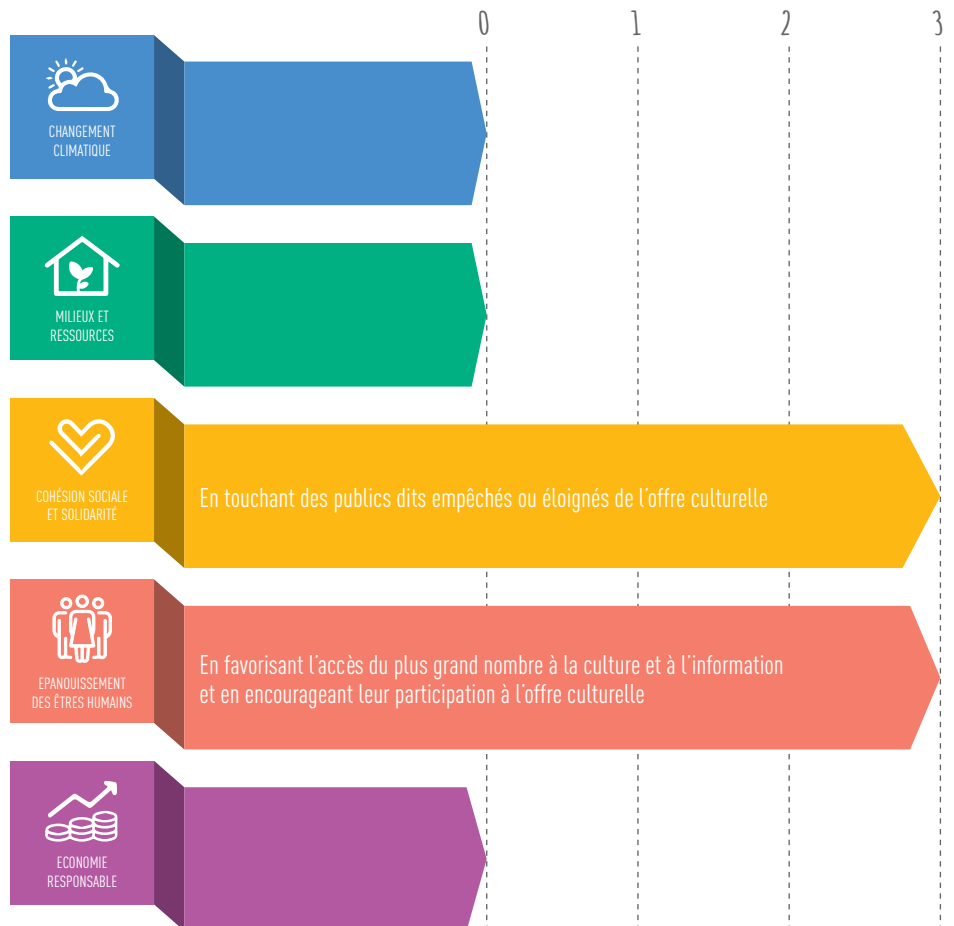 0 1 2 3
CHANGEMENT
CLIMATIQUE
MILIEUX ET
RESSOURCES
COHÉSION SOCIALE
ET SOLIDARITÉ
En touchant des publics dits empêchés ou éloignés de l'offre culturelle
EPANOUISSEMENT
DES ÊTRES HUMAINS
En favorisant l'accès du plus grand nombre à la culture et à l'information
et en encourageant leur participation à l'offre culturelle
ECONOMIE
RESPONSABLE